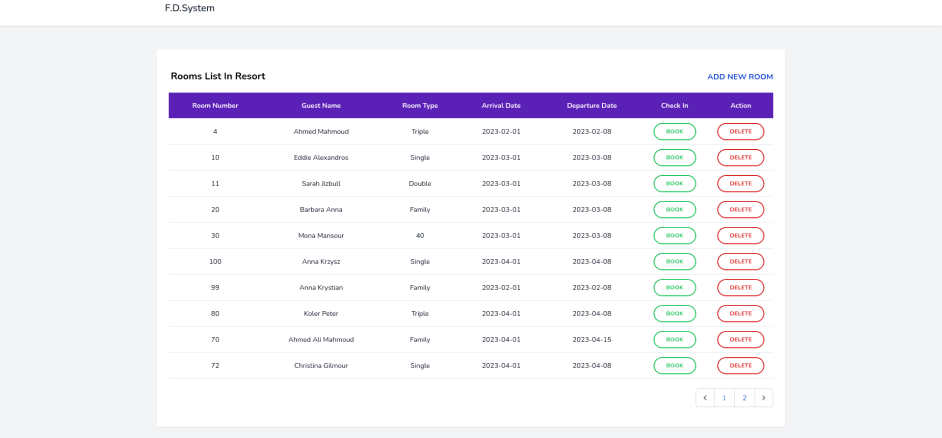 F.D.System
Rooms List In Resort ADD NEW ROOM
Room Number Guest Name Room Type Arrival Date Departure Date Check In Action
4 Ahmed Mahmoud Triple 2023-02-01 2023-02-08 BOOK DELETE
10 Eddie Alexandros Single 2023-03-01 2023-03-08 BOOK DELETE
11 Sarah Jizbull Double 2023-03-01 2023-03-08 BOOK DELETE
20 Barbara Anna Family 2023-03-01 2023-03-08 BOOK DELETE
30 Mona Mansour 40 2023-03-01 2023-03-08 BOOK DELETE
100 Anna Krzysz Single 2023-04-01 2023-04-08 BOOK DELETE
99 Anna Krystian Family 2023-02-01 2023-02-08 BOOK DELETE
80 Koler Peter Triple 2023-04-01 2023-04-08 BOOK DELETE
70 Ahmed Ali Mahmoud Family 2023-04-01 2023-04-15 BOOK DELETE
72 Christina Gilmour Single 2023-04-01 2023-04-08 BOOK DELETE
1 2